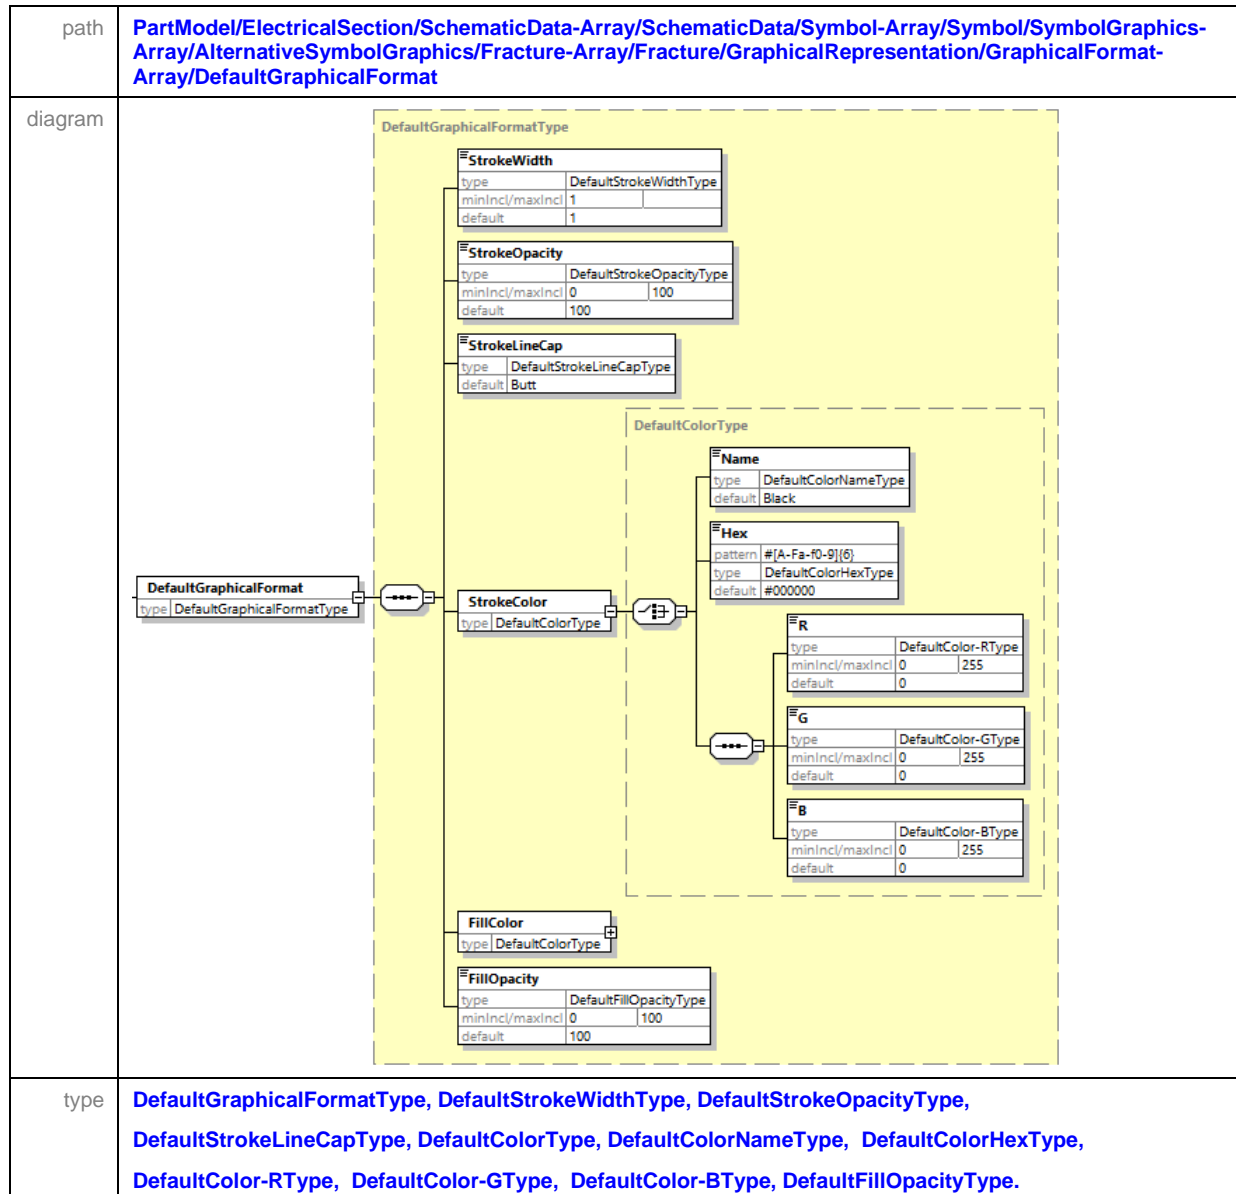 path
PartModel/ElectricalSection/SchematicData-Array/SchematicData/Symbol-Array/Symbol/SymbolGraphics-
Array/AlternativeSymbolGraphics/Fracture-Array/Fracture/GraphicalRepresentation/GraphicalFormat-
Array/DefaultGraphicalFormat
diagram
DefaultGraphicalFormatType
StrokeWidth
type DefaultStrokeWidthType
minIncl/maxIncl 1
default 1
StrokeOpacity
type DefaultStrokeOpacityType
minIncl/maxIncl 0 100
default 100
StrokeLineCap
type DefaultStrokeLineCapType
default Butt
DefaultColorType
Name
type DefaultColorNameType
default Black
Hex
pattern #[A-Fa-f0-9]{6}
type DefaultColorHexType
default #000000
DefaultGraphicalFormat
type DefaultGraphicalFormatType
StrokeColor
type DefaultColorType
R
type DefaultColor-RType
minIncl/maxIncl 0 255
default 0
G
type DefaultColor-GType
minIncl/maxIncl 0 255
default 0
B
type DefaultColor-BType
minIncl/maxIncl 0 255
default 0
FillColor
type DefaultColorType
FillOpacity
type DefaultFillOpacityType
minIncl/maxIncl 0 100
default 100
type
DefaultGraphicalFormatType, DefaultStrokeWidthType, DefaultStrokeOpacityType,
DefaultStrokeLineCapType, DefaultColorType, DefaultColorNameType, DefaultColorHexType,
DefaultColor-RType, DefaultColor-GType, DefaultColor-BType, DefaultFillOpacityType.